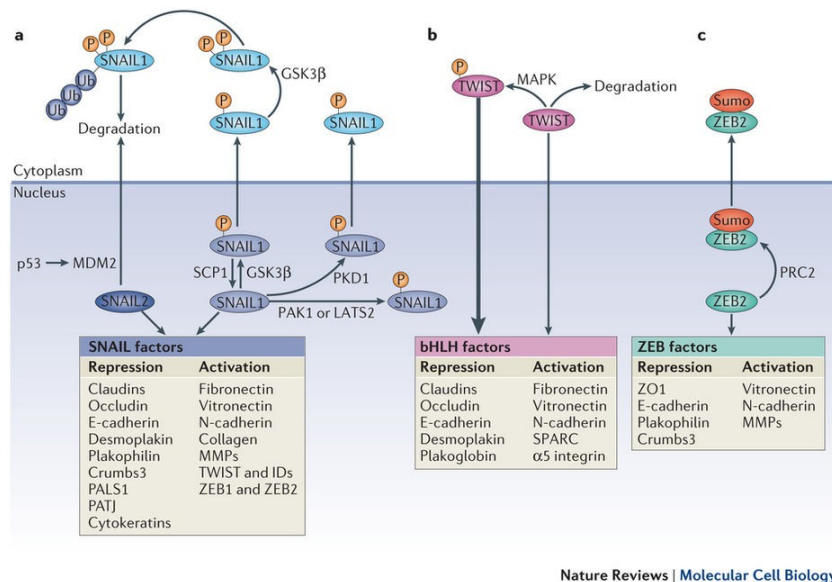 a
b
c
P
P
SNAIL1
Ub
Ub
Ub
P
P
SNAIL1
GSK3β
P
SNAIL1
P
SNAIL1
Degradation
P
TWIST
MAPK
Degradation
TWIST
Sumo
ZEB2
Cytoplasm
Nucleus
P
SNAIL1
P
SNAIL1
p53
MDM2
SCP1
GSK3β
PKD1
SNAIL2
SNAIL1
P
SNAIL1
PAK1 or LATS2
Sumo
ZEB2
PRC2
ZEB2
SNAIL factors
Repression Activation
Claudins Fibronectin
Occludin Vitronectin
E-cadherin N-cadherin
Desmoplakin Collagen
Plakophilin MMPs
Crumbs3 TWIST and IDs
PALS1 ZEB1 and ZEB2
PATJ
Cytokeratins
bHLH factors
Repression Activation
Claudins Fibronectin
Occludin Vitronectin
E-cadherin N-cadherin
Desmoplakin SPARC
Plakoglobin α5 integrin
ZEB factors
Repression Activation
ZO1 Vitronectin
E-cadherin N-cadherin
Plakophilin MMPs
Crumbs3
Nature Reviews | Molecular Cell Biology